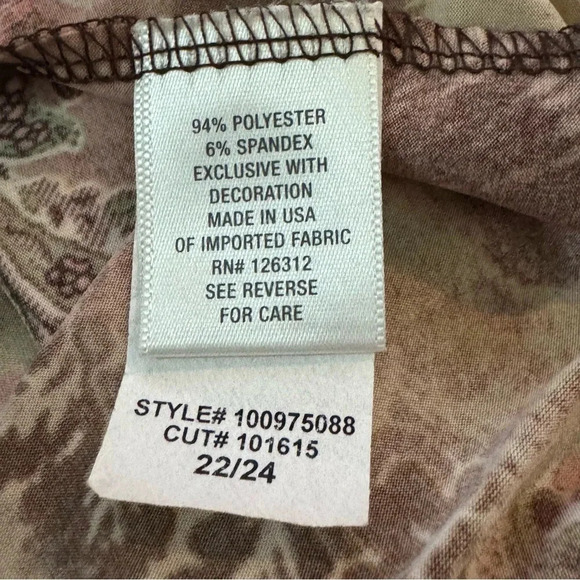 94% POLYESTER
6% SPANDEX
EXCLUSIVE WITH
DECORATION
MADE IN USA
OF IMPORTED FABRIC
RN# 126312
SEE REVERSE
FOR CARE
STYLE# 100975088
CUT# 101615
22/24